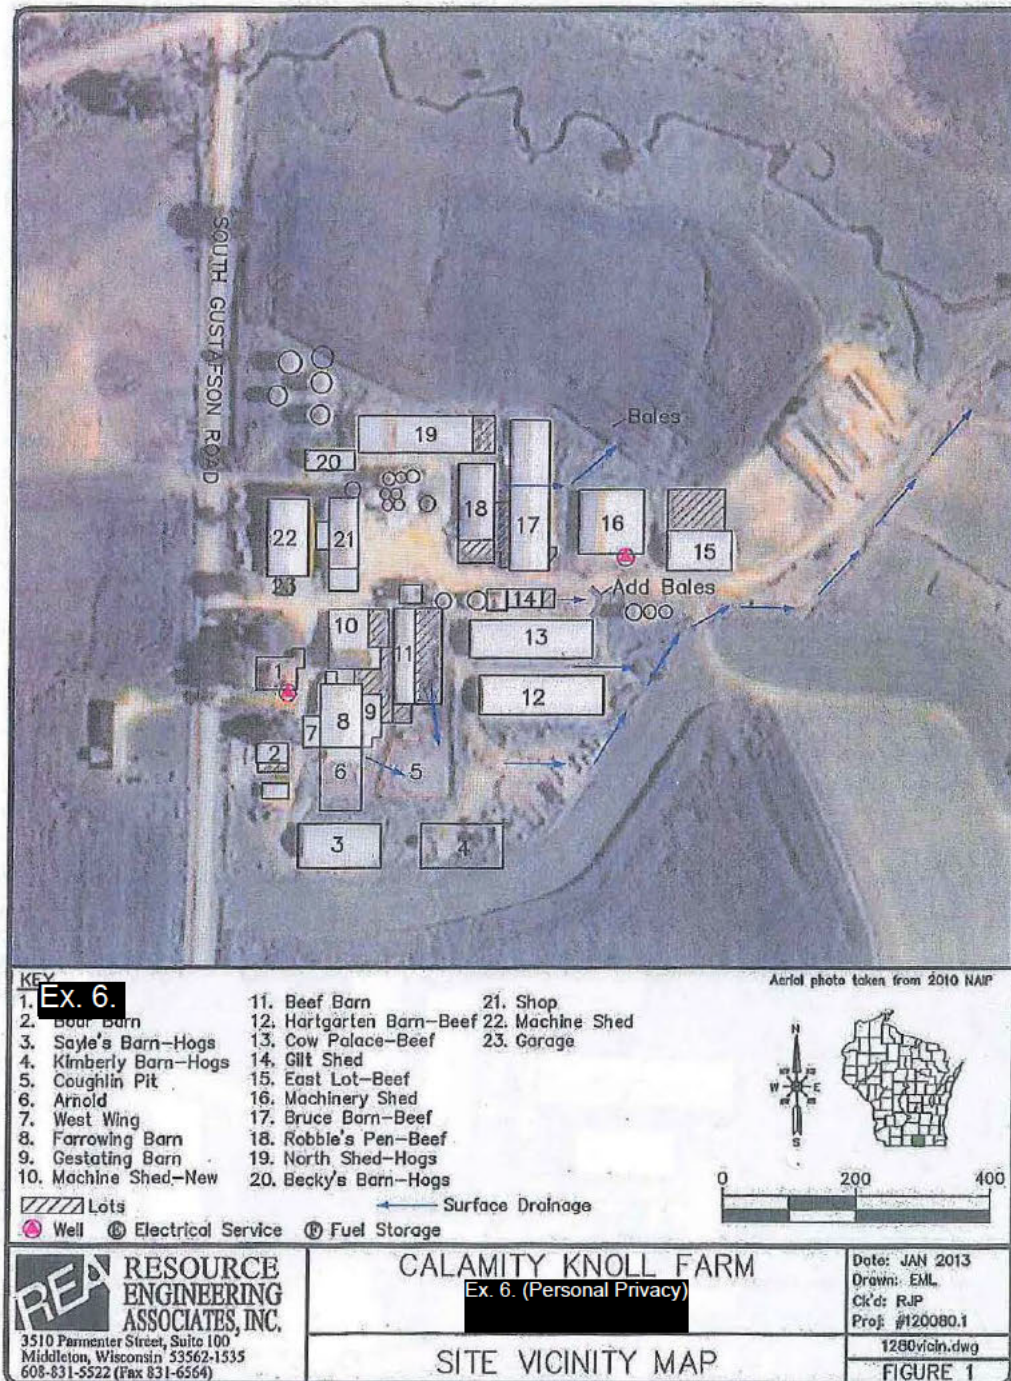 SOUTH GUSTAFSON ROAD
Bales
19
20
18
17
16
15
22
21
23
Add Bales
14
10
11
13
1
12
8
9
7
2
6
5
3
4
KEY
Aerial photo taken from 2010 NAIP
1. Ex. 6.
2. Boar Barn
3. Sayle's Barn-Hogs
4. Kimberly Barn-Hogs
5. Coughlin Pit
6. Arnold
7. West Wing
8. Farrowing Barn
9. Gestating Barn
10. Machine Shed-New
11. Beef Barn
12. Hartgarten Barn-Beef
13. Cow Palace-Beef
14. Gilt Shed
15. East Lot-Beef
16. Machinery Shed
17. Bruce Barn-Beef
18. Robble's Pen-Beef
19. North Shed-Hogs
20. Becky's Barn-Hogs
21. Shop
22. Machine Shed
23. Garage
N
W E
S
0 200 400
Lots
Surface Drainage
Well E Electrical Service F Fuel Storage
REA
RESOURCE
ENGINEERING
ASSOCIATES, INC.
3510 Parmenter Street, Suite 100
Middleton, Wisconsin 53562-1535
608-831-5522 (Fax 831-6564)
CALAMITY KNOLL FARM
Ex. 6. (Personal Privacy)
SITE VICINITY MAP
Date: JAN 2013
Drawn: EML
Ck'd: RJP
Proj: #120080.1
1280vicin.dwg
FIGURE 1